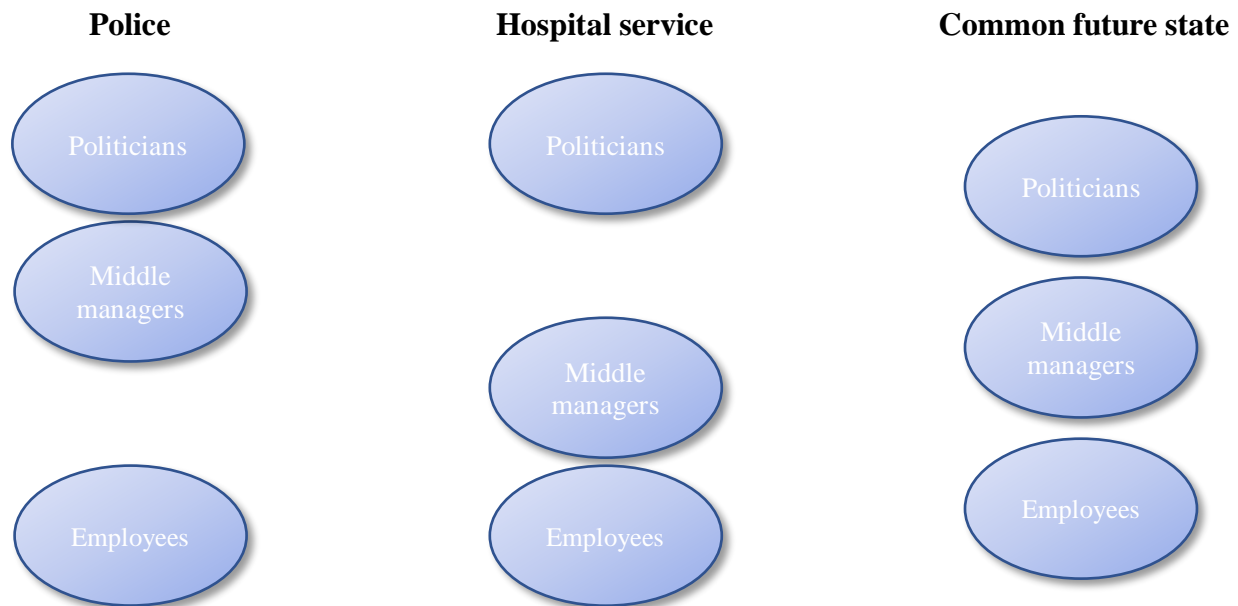 Police
Hospital service
Common future state
Politicians
Politicians
Politicians
Middle
managers
Middle
managers
Middle
managers
Employees
Employees
Employees